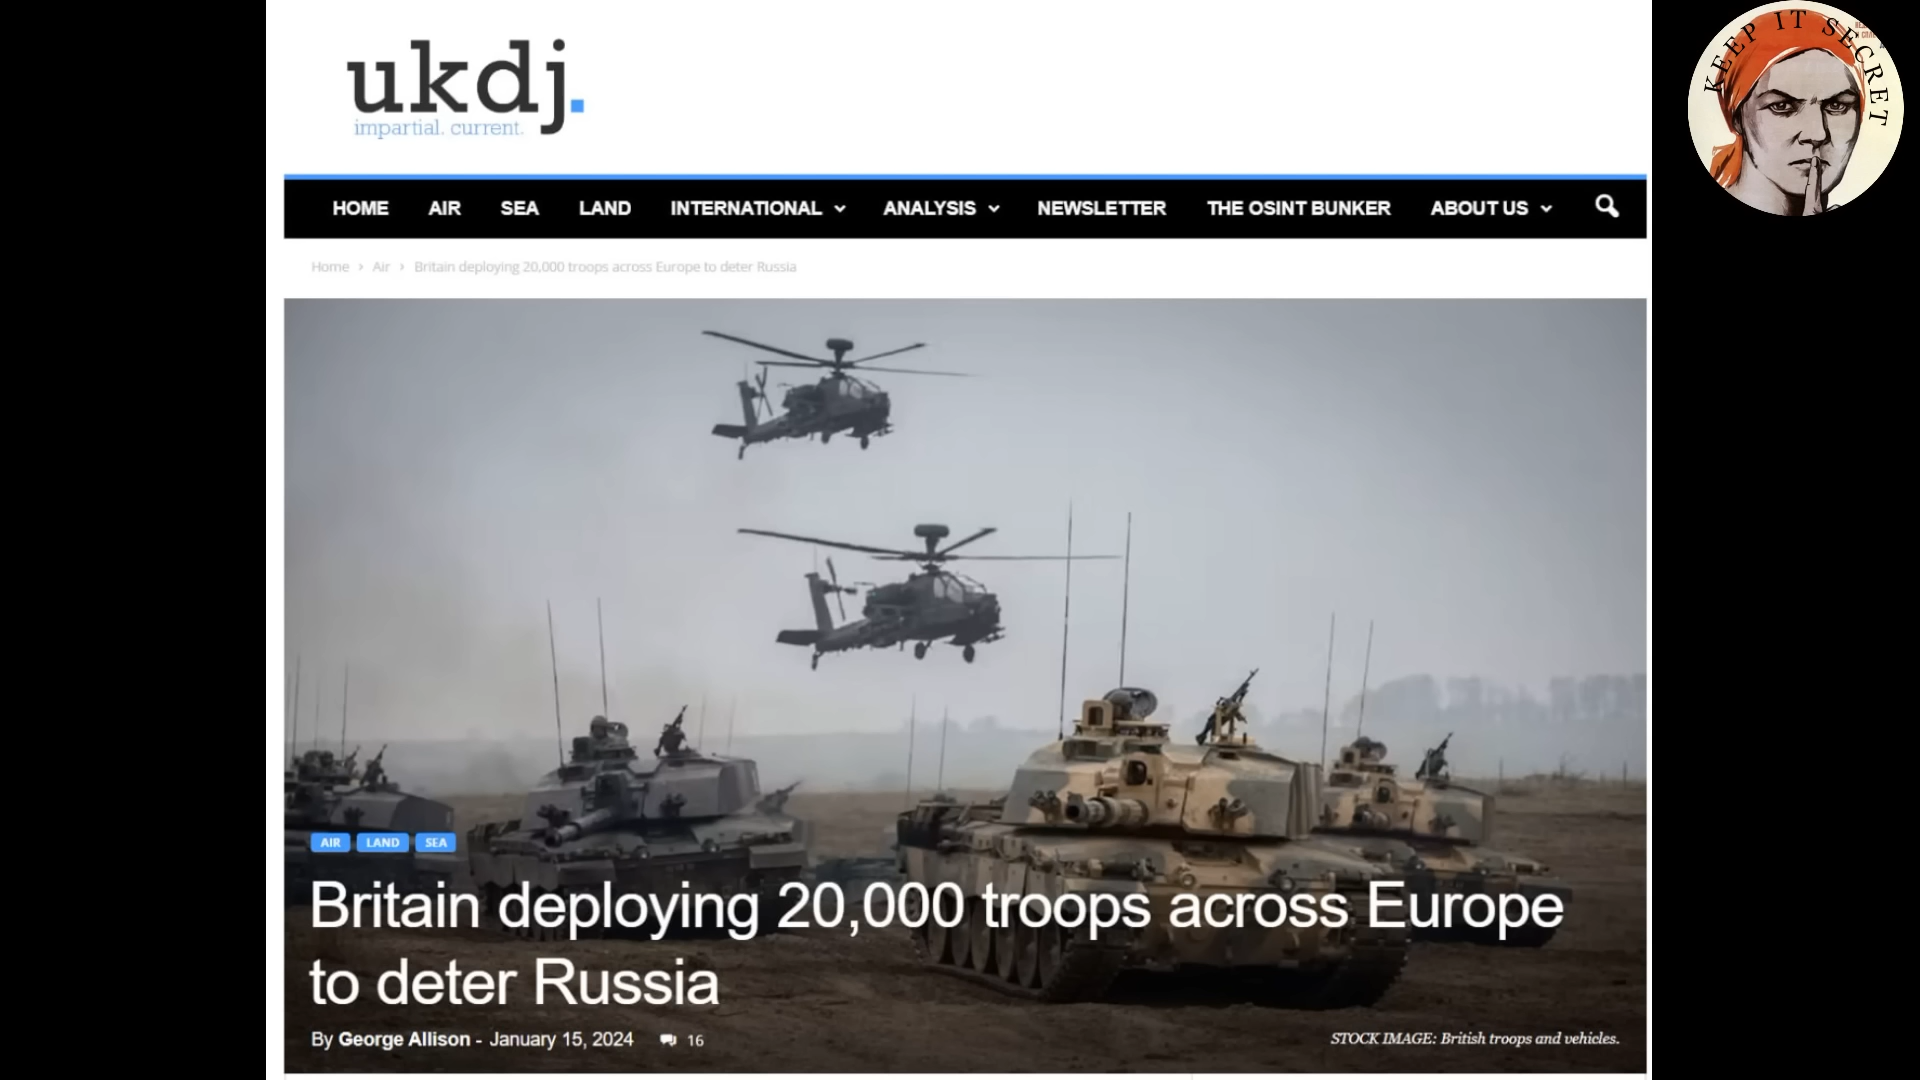 ukdj.
impartial. current.
KEEP IT SECRET
HOME AIR SEA LAND INTERNATIONAL ANALYSIS NEWSLETTER THE OSINT BUNKER ABOUT US
Home › Air › Britain deploying 20,000 troops across Europe to deter Russia
AIR LAND SEA
Britain deploying 20,000 troops across Europe
to deter Russia
By George Allison - January 15, 2024 16
STOCK IMAGE: British troops and vehicles.